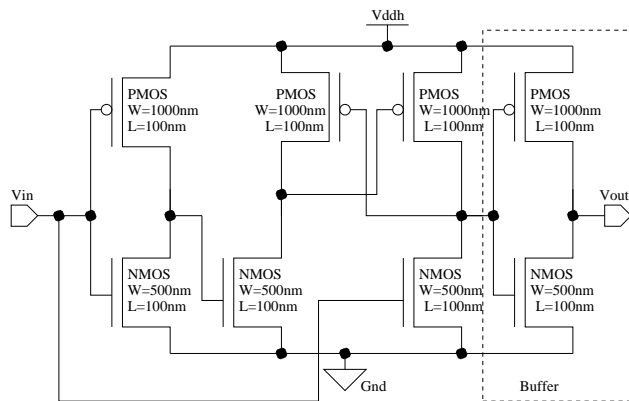 Vddh
PMOS
W=1000nm
L=100nm
PMOS
W=1000nm
L=100nm
PMOS
W=1000nm
L=100nm
PMOS
W=1000nm
L=100nm
Vin
Vout
NMOS
W=500nm
L=100nm
NMOS
W=500nm
L=100nm
NMOS
W=500nm
L=100nm
NMOS
W=500nm
L=100nm
Gnd
Buffer